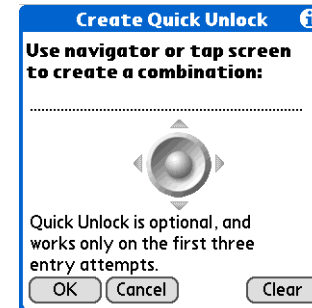 Create Quick Unlock i
Use navigator or tap screen
to create a combination:
Quick Unlock is optional, and
works only on the first three
entry attempts.
OK Cancel Clear